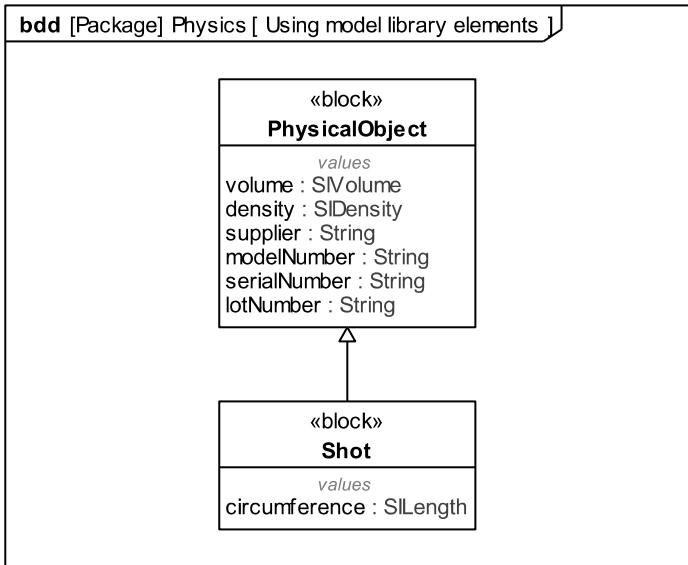 bdd [Package] Physics [ Using model library elements ]
«block»
PhysicalObject
values
volume : SIVolume
density : SIDensity
supplier : String
modelNumber : String
serialNumber : String
lotNumber : String
«block»
Shot
values
circumference : SILength